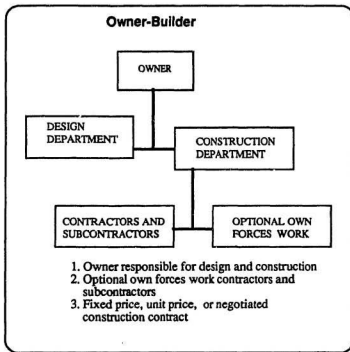 Owner-Builder
OWNER
DESIGN
DEPARTMENT
CONSTRUCTION
DEPARTMENT
CONTRACTORS AND
SUBCONTRACTORS
OPTIONAL OWN
FORCES WORK
1. Owner responsible for design and construction
2. Optional own forces work contractors and
subcontractors
3. Fixed price, unit price, or negotiated
construction contract